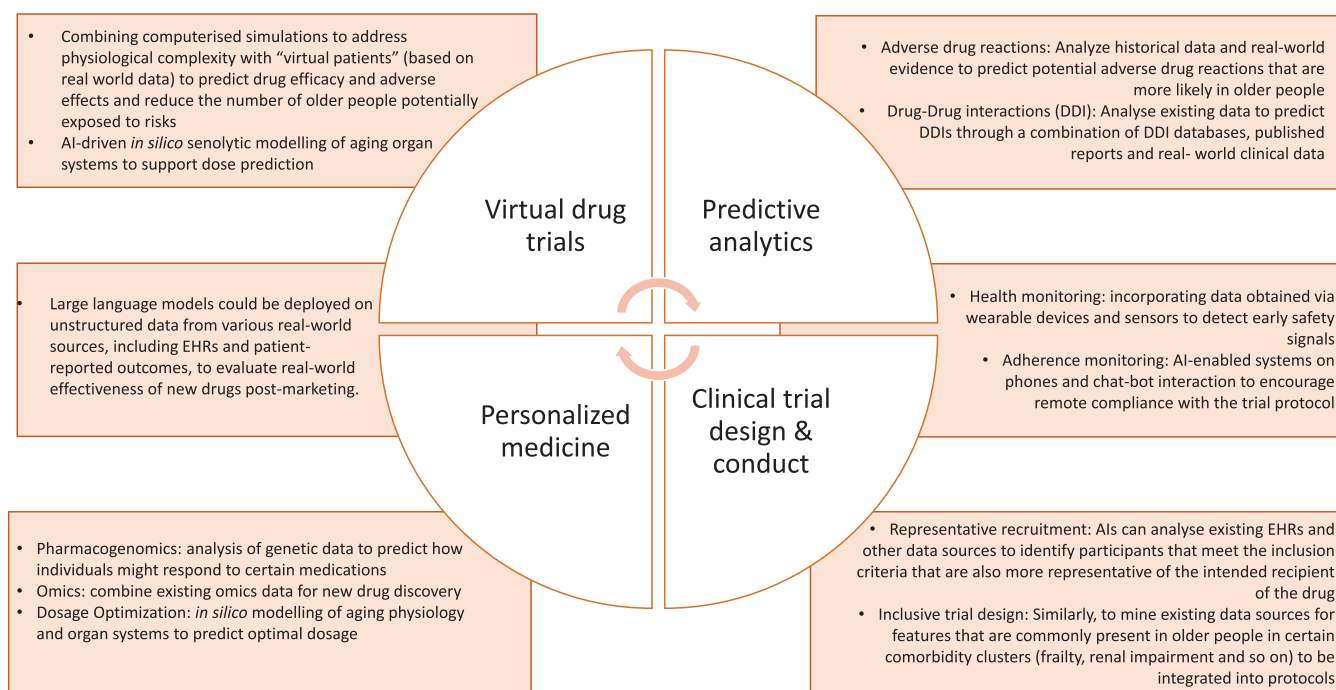 • Combining computerised simulations to address
physiological complexity with “virtual patients” (based on
real world data) to predict drug efficacy and adverse
effects and reduce the number of older people potentially
exposed to risks
• AI-driven in silico senolytic modelling of aging organ
systems to support dose prediction
• Adverse drug reactions: Analyze historical data and real-world
evidence to predict potential adverse drug reactions that are
more likely in older people
• Drug-Drug interactions (DDI): Analyse existing data to predict
DDIs through a combination of DDI databases, published
reports and real- world clinical data
Virtual drug
trials
Predictive
analytics
• Large language models could be deployed on
unstructured data from various real-world
sources, including EHRs and patient-
reported outcomes, to evaluate real-world
effectiveness of new drugs post-marketing.
• Health monitoring: incorporating data obtained via
wearable devices and sensors to detect early safety
signals
• Adherence monitoring: AI-enabled systems on
phones and chat-bot interaction to encourage
remote compliance with the trial protocol
Personalized
medicine
Clinical trial
design &
conduct
• Pharmacogenomics: analysis of genetic data to predict how
individuals might respond to certain medications
• Omics: combine existing omics data for new drug discovery
• Dosage Optimization: in silico modelling of aging physiology
and organ systems to predict optimal dosage
• Representative recruitment: AIs can analyse existing EHRs and
other data sources to identify participants that meet the inclusion
criteria that are also more representative of the intended recipient
of the drug
• Inclusive trial design: Similarly, to mine existing data sources for
features that are commonly present in older people in certain
comorbidity clusters (frailty, renal impairment and so on) to be
integrated into protocols